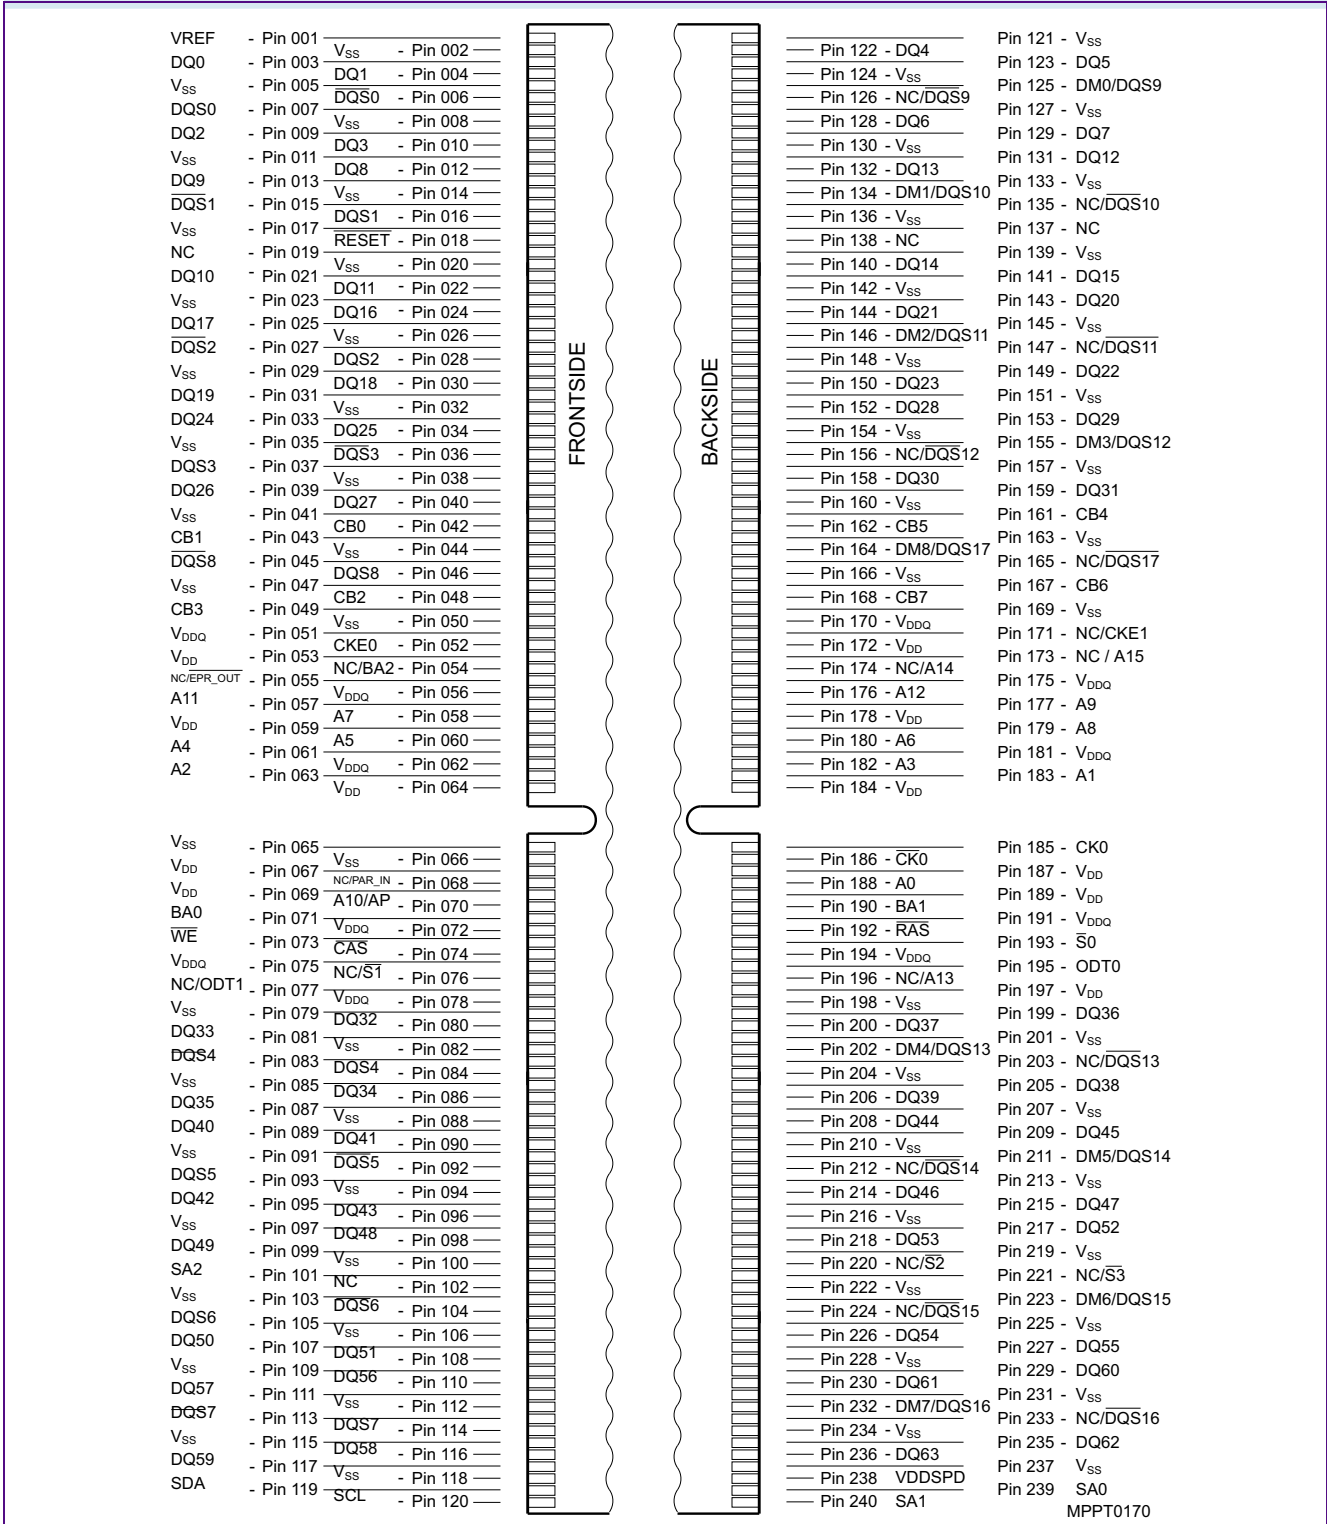 VREF - Pin 001
VSS - Pin 002
DQ0 - Pin 003
DQ1 - Pin 004
VSS - Pin 005
DQS0 - Pin 006
DQS0 - Pin 007
VSS - Pin 008
DQ2 - Pin 009
DQ3 - Pin 010
VSS - Pin 011
DQ8 - Pin 012
DQ9 - Pin 013
VSS - Pin 014
DQS1 - Pin 015
DQS1 - Pin 016
VSS - Pin 017
RESET - Pin 018
NC - Pin 019
VSS - Pin 020
DQ10 - Pin 021
DQ11 - Pin 022
VSS - Pin 023
DQ16 - Pin 024
DQ17 - Pin 025
VSS - Pin 026
DQS2 - Pin 027
DQS2 - Pin 028
VSS - Pin 029
DQ18 - Pin 030
DQ19 - Pin 031
VSS - Pin 032
DQ24 - Pin 033
DQ25 - Pin 034
VSS - Pin 035
DQS3 - Pin 036
DQS3 - Pin 037
VSS - Pin 038
DQ26 - Pin 039
DQ27 - Pin 040
VSS - Pin 041
CB0 - Pin 042
CB1 - Pin 043
VSS - Pin 044
DQS8 - Pin 045
DQS8 - Pin 046
VSS - Pin 047
CB2 - Pin 048
CB3 - Pin 049
VSS - Pin 050
VDDQ - Pin 051
CKE0 - Pin 052
VDD - Pin 053
NC/BA2 - Pin 054
NC/EPR_OUT - Pin 055
VDDQ - Pin 056
A11 - Pin 057
A7 - Pin 058
VDD - Pin 059
A5 - Pin 060
A4 - Pin 061
VDDQ - Pin 062
A2 - Pin 063
VDD - Pin 064
VSS - Pin 065
VSS - Pin 066
VDD - Pin 067
NC/PAR_IN - Pin 068
VDD - Pin 069
A10/AP - Pin 070
BA0 - Pin 071
VDDQ - Pin 072
WE - Pin 073
CAS - Pin 074
VDDQ - Pin 075
NC/S1 - Pin 076
NC/ODT1 - Pin 077
VDDQ - Pin 078
VSS - Pin 079
DQ32 - Pin 080
DQ33 - Pin 081
VSS - Pin 082
DQS4 - Pin 083
DQS4 - Pin 084
VSS - Pin 085
DQ34 - Pin 086
DQ35 - Pin 087
VSS - Pin 088
DQ40 - Pin 089
DQ41 - Pin 090
VSS - Pin 091
DQS5 - Pin 092
DQS5 - Pin 093
VSS - Pin 094
DQ42 - Pin 095
DQ43 - Pin 096
VSS - Pin 097
DQ48 - Pin 098
DQ49 - Pin 099
VSS - Pin 100
SA2 - Pin 101
NC - Pin 102
VSS - Pin 103
DQS6 - Pin 104
DQS6 - Pin 105
VSS - Pin 106
DQ50 - Pin 107
DQ51 - Pin 108
VSS - Pin 109
DQ56 - Pin 110
DQ57 - Pin 111
VSS - Pin 112
DQS7 - Pin 113
DQS7 - Pin 114
VSS - Pin 115
DQ58 - Pin 116
DQ59 - Pin 117
VSS - Pin 118
SDA - Pin 119
SCL - Pin 120
FRONTSIDE
BACKSIDE
Pin 121 - VSS
Pin 122 - DQ4
Pin 123 - DQ5
Pin 124 - VSS
Pin 125 - DM0/DQS9
Pin 126 - NC/DQS9
Pin 127 - VSS
Pin 128 - DQ6
Pin 129 - DQ7
Pin 130 - VSS
Pin 131 - DQ12
Pin 132 - DQ13
Pin 133 - VSS
Pin 134 - DM1/DQS10
Pin 135 - NC/DQS10
Pin 136 - VSS
Pin 137 - NC
Pin 138 - NC
Pin 139 - VSS
Pin 140 - DQ14
Pin 141 - DQ15
Pin 142 - VSS
Pin 143 - DQ20
Pin 144 - DQ21
Pin 145 - VSS
Pin 146 - DM2/DQS11
Pin 147 - NC/DQS11
Pin 148 - VSS
Pin 149 - DQ22
Pin 150 - DQ23
Pin 151 - VSS
Pin 152 - DQ28
Pin 153 - DQ29
Pin 154 - VSS
Pin 155 - DM3/DQS12
Pin 156 - NC/DQS12
Pin 157 - VSS
Pin 158 - DQ30
Pin 159 - DQ31
Pin 160 - VSS
Pin 161 - CB4
Pin 162 - CB5
Pin 163 - VSS
Pin 164 - DM8/DQS17
Pin 165 - NC/DQS17
Pin 166 - VSS
Pin 167 - CB6
Pin 168 - CB7
Pin 169 - VSS
Pin 170 - VDDQ
Pin 171 - NC/CKE1
Pin 172 - VDD
Pin 173 - NC / A15
Pin 174 - NC/A14
Pin 175 - VDDQ
Pin 176 - A12
Pin 177 - A9
Pin 178 - VDD
Pin 179 - A8
Pin 180 - A6
Pin 181 - VDDQ
Pin 182 - A3
Pin 183 - A1
Pin 184 - VDD
Pin 185 - CK0
Pin 186 - CK0
Pin 187 - VDD
Pin 188 - A0
Pin 189 - VDD
Pin 190 - BA1
Pin 191 - VDDQ
Pin 192 - RAS
Pin 193 - S0
Pin 194 - VDDQ
Pin 195 - ODT0
Pin 196 - NC/A13
Pin 197 - VDD
Pin 198 - VSS
Pin 199 - DQ36
Pin 200 - DQ37
Pin 201 - VSS
Pin 202 - DM4/DQS13
Pin 203 - NC/DQS13
Pin 204 - VSS
Pin 205 - DQ38
Pin 206 - DQ39
Pin 207 - VSS
Pin 208 - DQ44
Pin 209 - DQ45
Pin 210 - VSS
Pin 211 - DM5/DQS14
Pin 212 - NC/DQS14
Pin 213 - VSS
Pin 214 - DQ46
Pin 215 - DQ47
Pin 216 - VSS
Pin 217 - DQ52
Pin 218 - DQ53
Pin 219 - VSS
Pin 220 - NC/S2
Pin 221 - NC/S3
Pin 222 - VSS
Pin 223 - DM6/DQS15
Pin 224 - NC/DQS15
Pin 225 - VSS
Pin 226 - DQ54
Pin 227 - DQ55
Pin 228 - VSS
Pin 229 - DQ60
Pin 230 - DQ61
Pin 231 - VSS
Pin 232 - DM7/DQS16
Pin 233 - NC/DQS16
Pin 234 - VSS
Pin 235 - DQ62
Pin 236 - DQ63
Pin 237 VSS
Pin 238 VDDSPD
Pin 239 SA0
Pin 240 SA1
MPPT0170